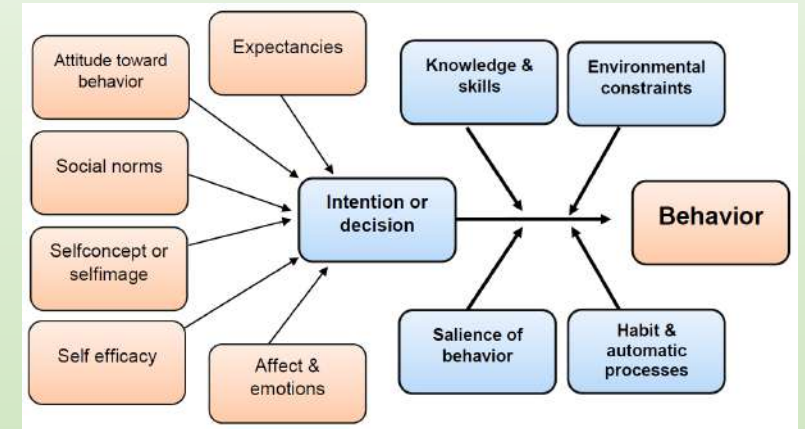 Attitude toward
behavior
Expectancies
Social norms
Selfconcept or
selfimage
Self efficacy
Affect &
emotions
Intention or
decision
Knowledge &
skills
Environmental
constraints
Salience of
behavior
Habit &
automatic
processes
Behavior